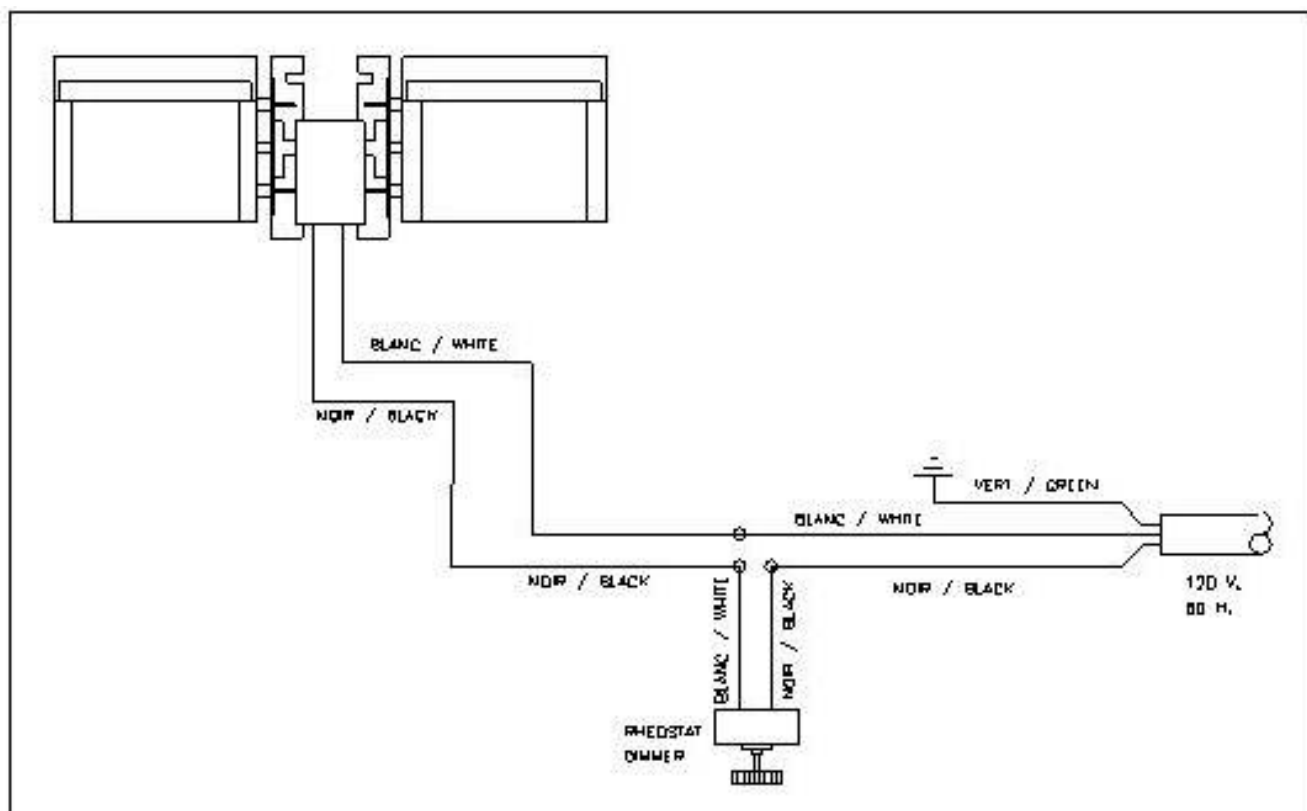 BLANC / WHITE
NOIR / BLACK
VERT / GREEN
BLANC / WHITE
NOIR / BLACK
NOIR / BLACK
BLANC / WHITE
NOIR / BLACK
120 V.
60 H.
RHEOSTAT
DIMMER